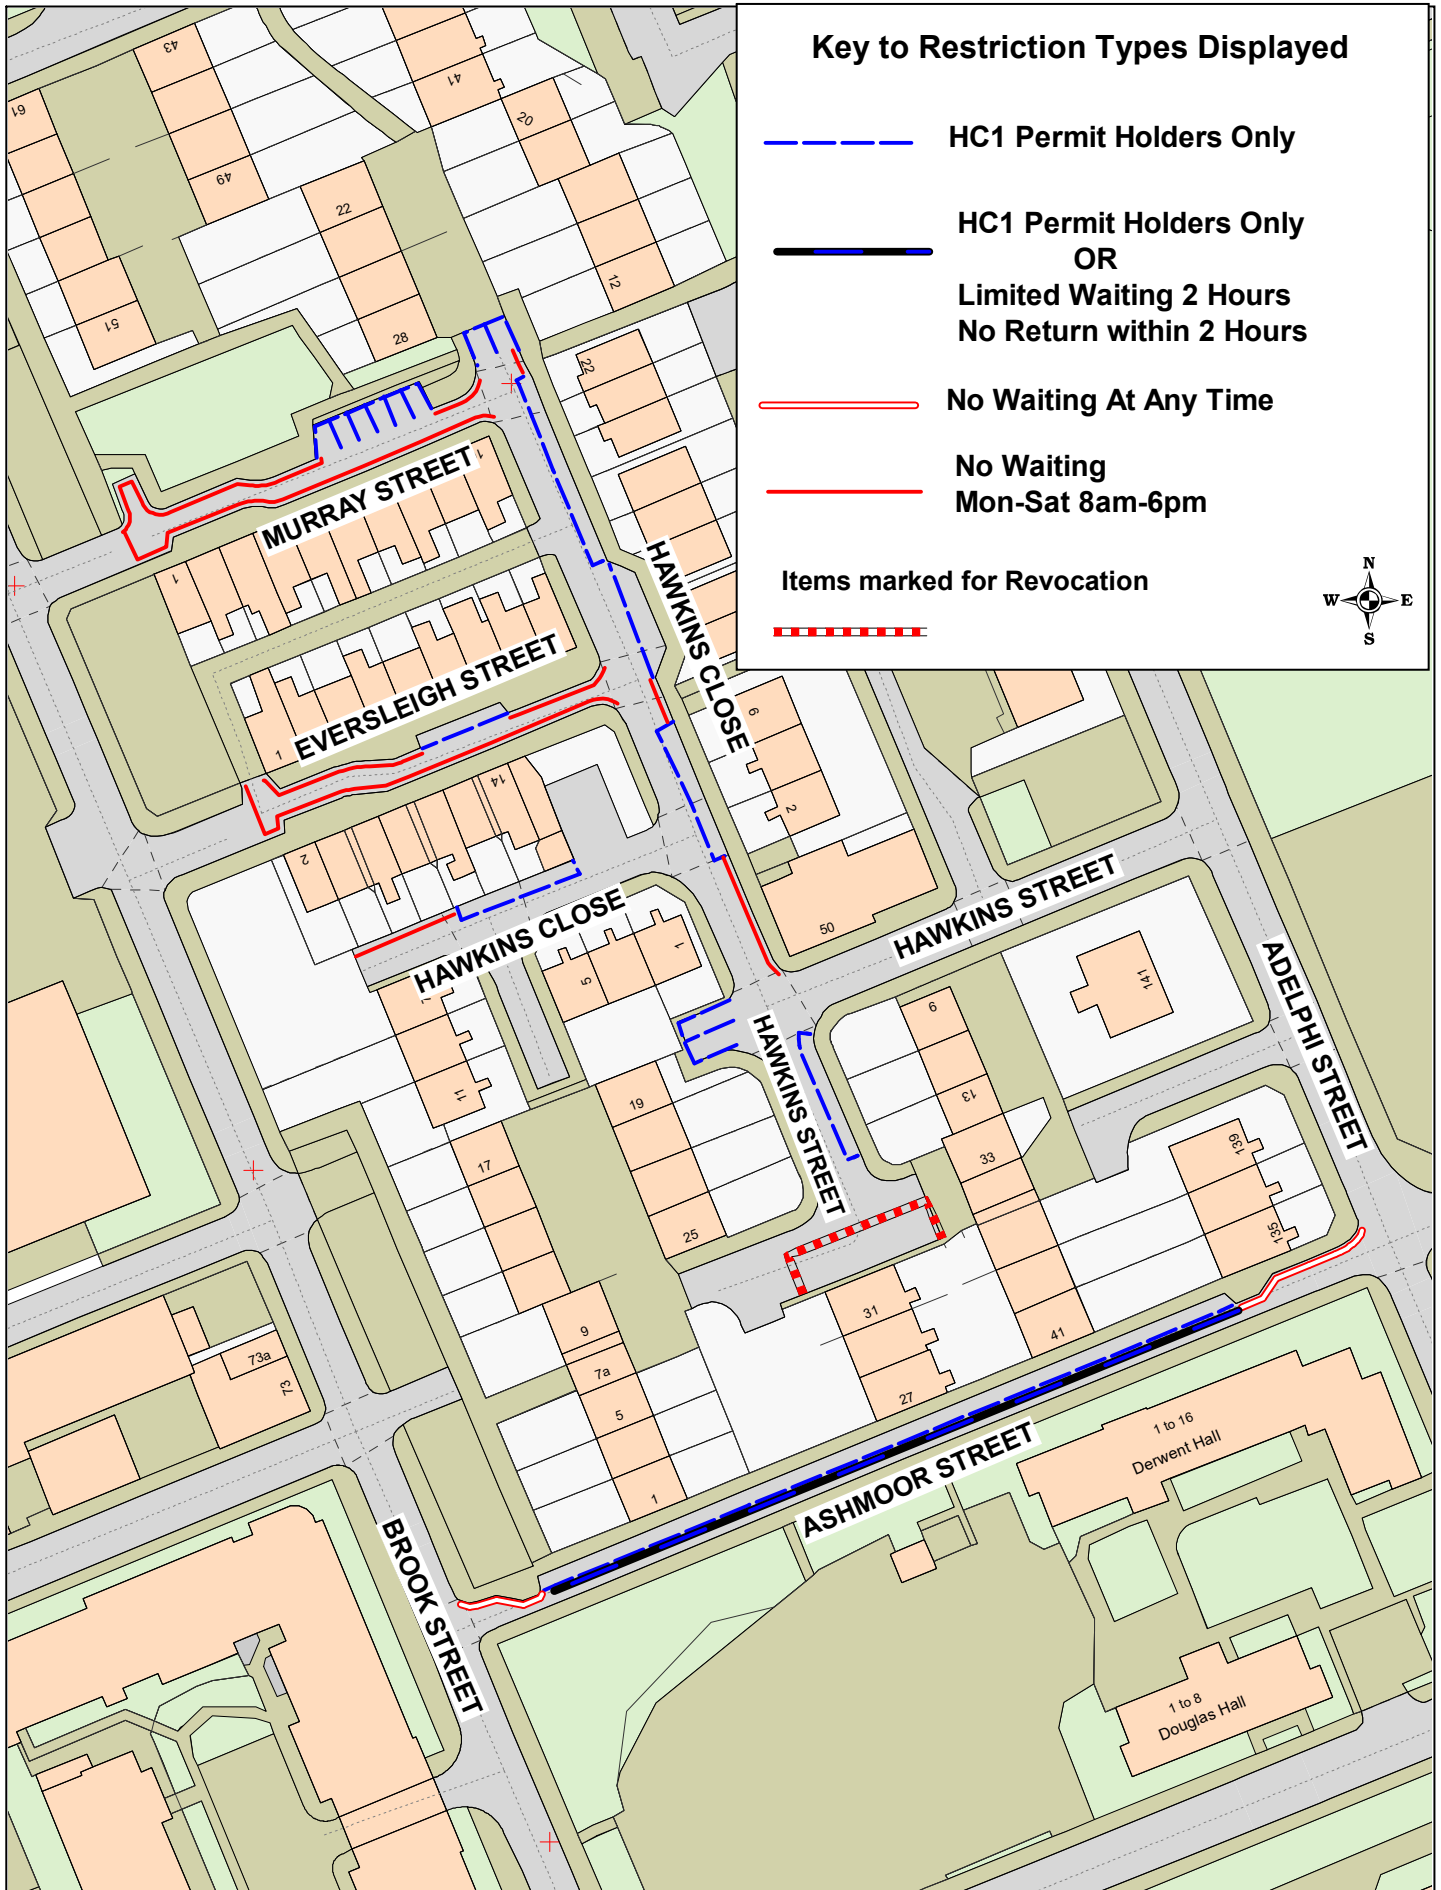 Key to Restriction Types Displayed
HC1 Permit Holders Only
HC1 Permit Holders Only
OR
Limited Waiting 2 Hours
No Return within 2 Hours
No Waiting At Any Time
No Waiting
Mon-Sat 8am-6pm
Items marked for Revocation
N
W
E
S
43
61
41
20
49
22
12
51
28
22
MURRAY STREET
1
1
HAWKINS CLOSE
EVERSLEIGH STREET
1
9
14
2
2
HAWKINS CLOSE
HAWKINS STREET
50
1
5
141
ADELPHI STREET
HAWKINS STREET
6
11
19
13
17
33
139
25
135
31
9
41
73a
7a
73
27
5
1 to 16
Derwent Hall
1
ASHMOOR STREET
BROOK STREET
1 to 8
Douglas Hall